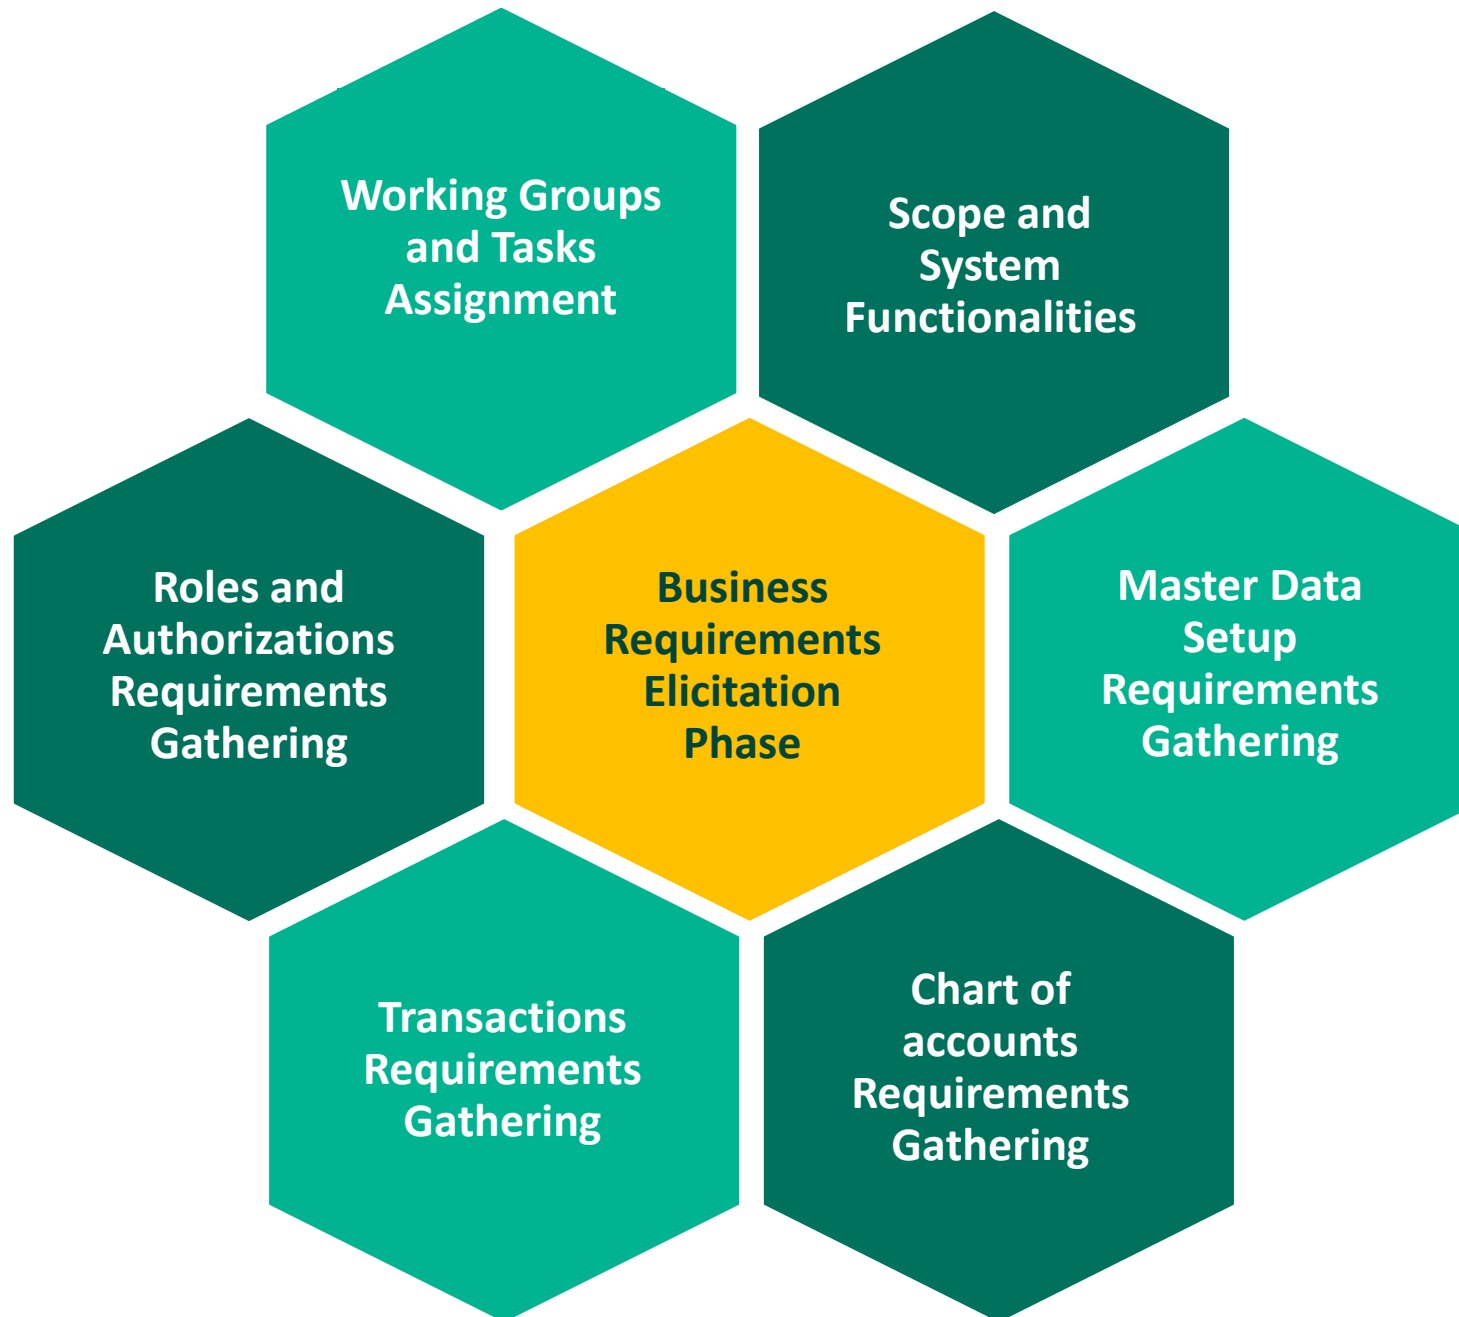 Working Groups
and Tasks
Assignment
Scope and
System
Functionalities
Roles and
Authorizations
Requirements
Gathering
Business
Requirements
Elicitation
Phase
Master Data
Setup
Requirements
Gathering
Transactions
Requirements
Gathering
Chart of
accounts
Requirements
Gathering